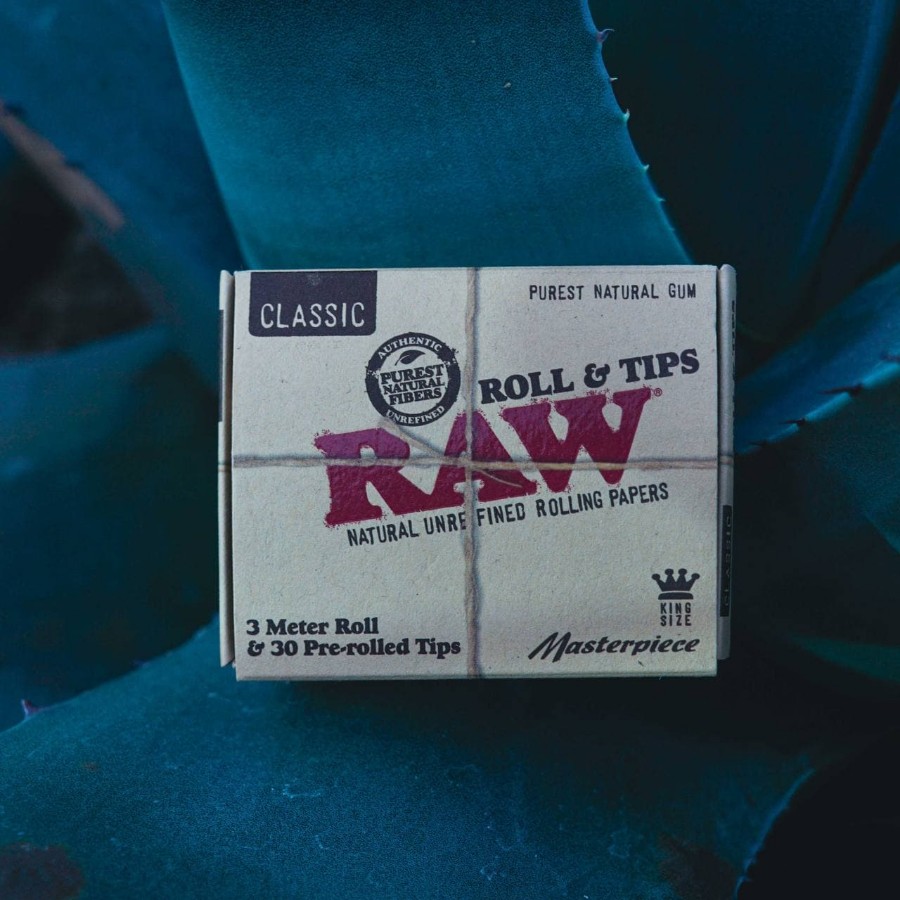 CLASSIC
PUREST NATURAL GUM
AUTHENTIC
PUREST
NATURAL
FIBERS
UNREFINED
ROLL & TIPS
RAW®
NATURAL UNREFINED ROLLING PAPERS
KING
SIZE
3 Meter Roll
& 30 Pre-rolled Tips
Masterpiece